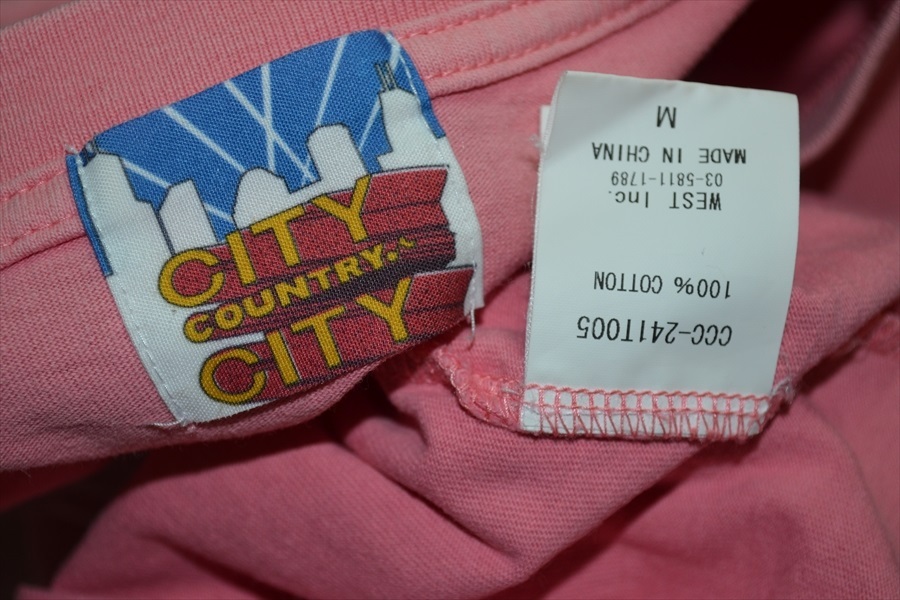 CITY
COUNTRY.
CITY
CCC-241T005
100% COTTON
WEST Inc.
03-5811-1789
MADE IN CHINA
M